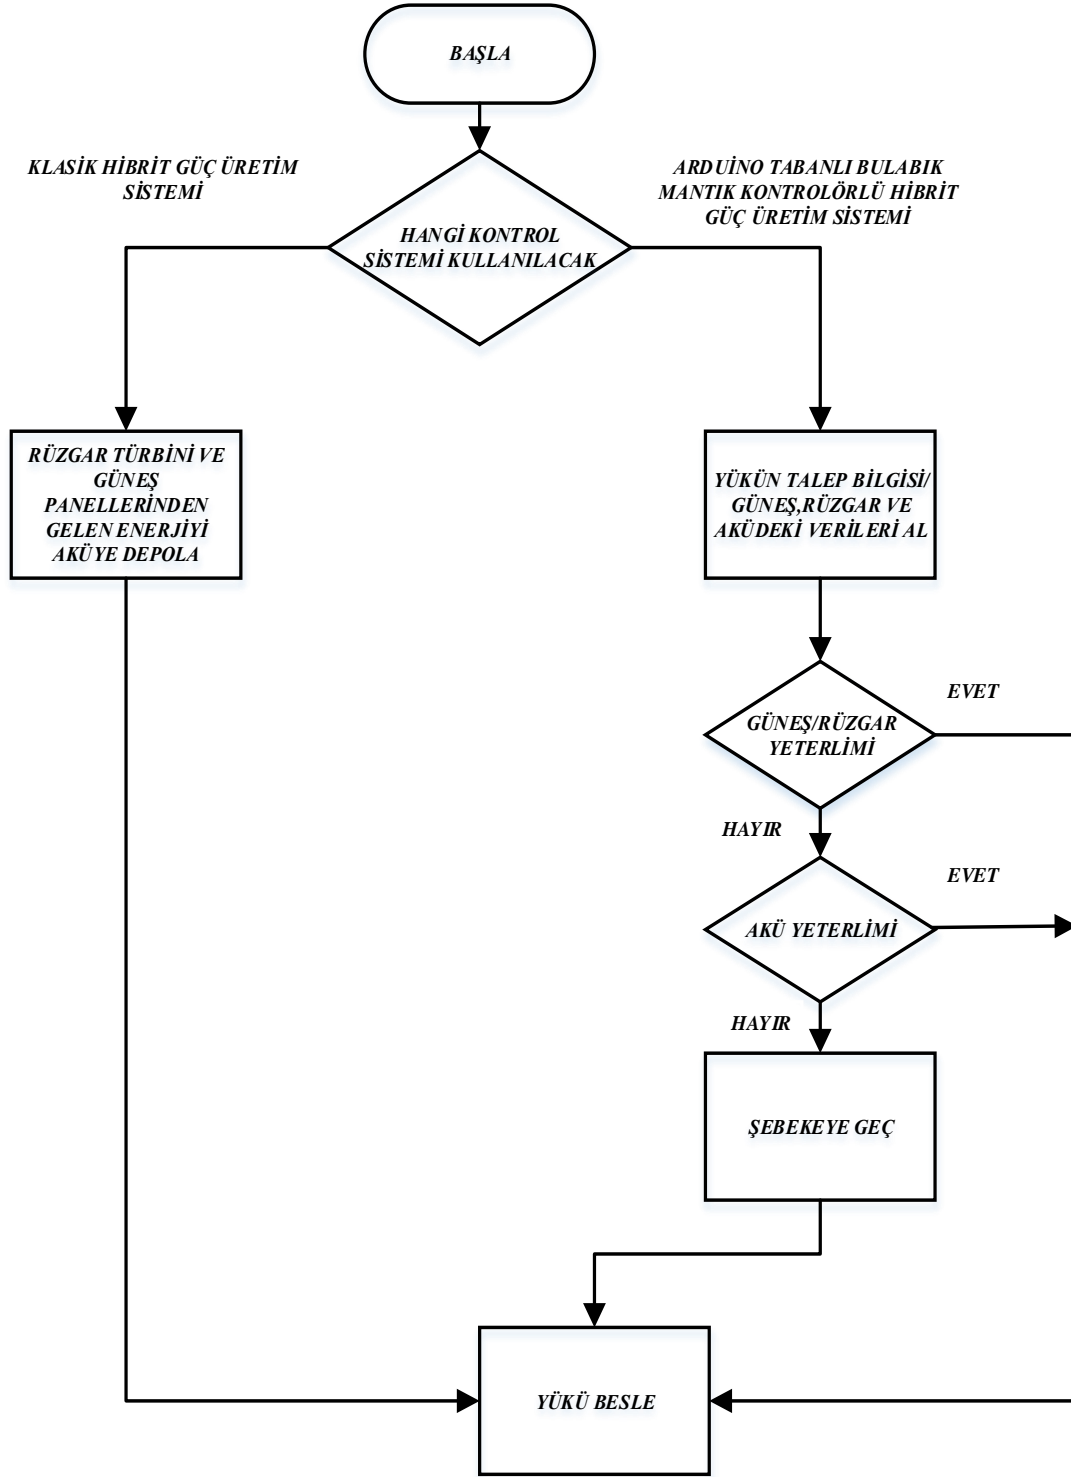 BAŞLA
KLASİK HİBRİT GÜÇ ÜRETİM
SİSTEMİ
ARDUİNO TABANLI BULABIK
MANTIK KONTROLÖRLÜ HİBRİT
GÜÇ ÜRETİM SİSTEMİ
HANGİ KONTROL
SİSTEMİ KULLANILACAK
RÜZGAR TÜRBİNİ VE
GÜNEŞ
PANELLERİNDEN
GELEN ENERJİYİ
AKÜYE DEPOLA
YÜKÜN TALEP BİLGİSİ/
GÜNEŞ,RÜZGAR VE
AKÜDEKİ VERİLERİ AL
GÜNEŞ/RÜZGAR
YETERLİMİ
EVET
HAYIR
AKÜ YETERLİMİ
EVET
HAYIR
ŞEBEKEYE GEÇ
YÜKÜ BESLE